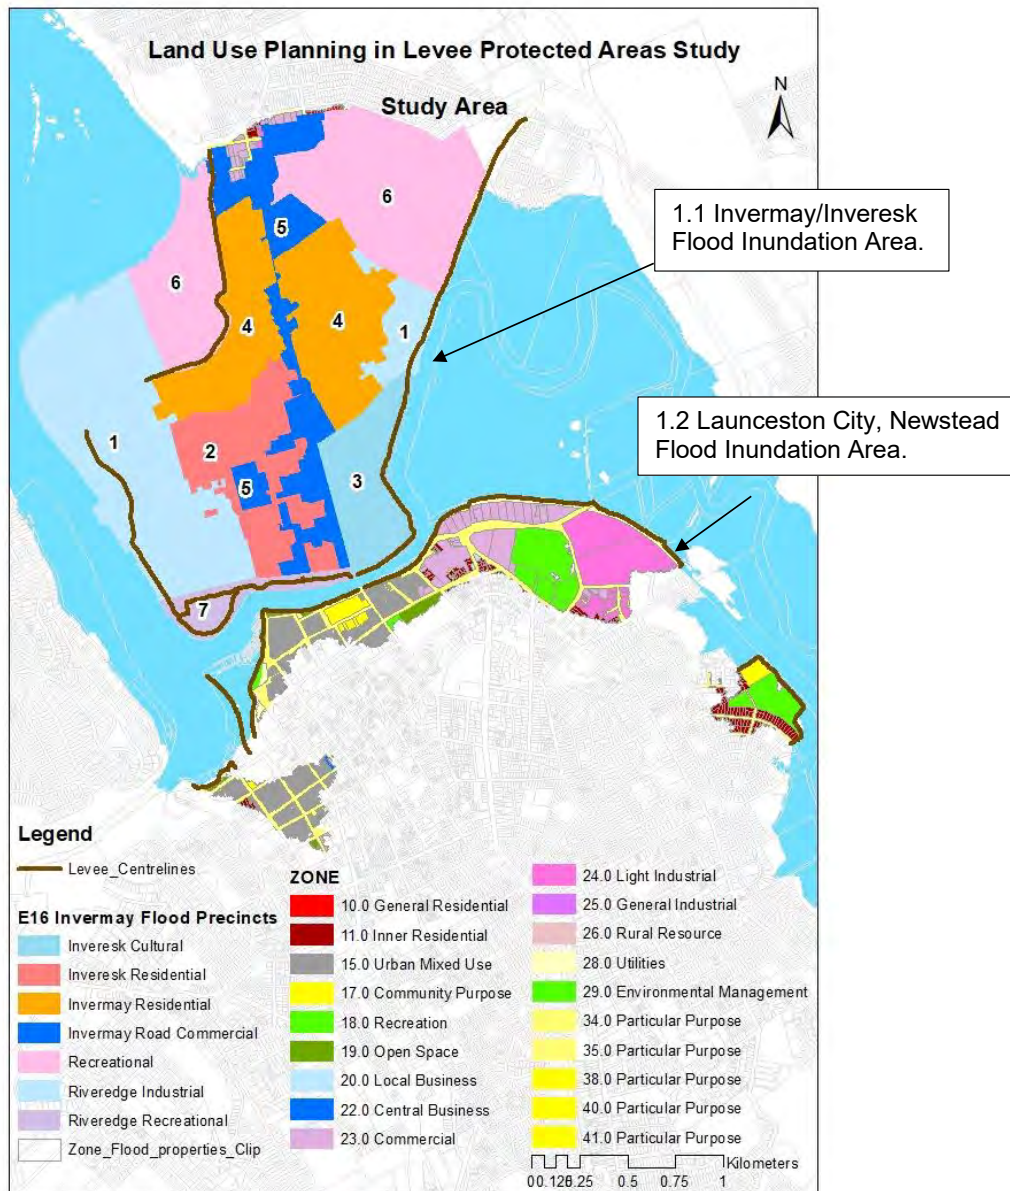 Land Use Planning in Levee Protected Areas Study
Study Area
N
1.1 Invermay/Inveresk
Flood Inundation Area.
1.2 Launceston City, Newstead
Flood Inundation Area.
6
5
6
4
4
1
1
2
5
3
7
Legend
Levee_Centrelines
E16 Invermay Flood Precincts
Inveresk Cultural
Inveresk Residential
Invermay Residential
Invermay Road Commercial
Recreational
Riveredge Industrial
Riveredge Recreational
Zone_Flood_properties_Clip
ZONE
10.0 General Residential
11.0 Inner Residential
15.0 Urban Mixed Use
17.0 Community Purpose
18.0 Recreation
19.0 Open Space
20.0 Local Business
22.0 Central Business
23.0 Commercial
24.0 Light Industrial
25.0 General Industrial
26.0 Rural Resource
28.0 Utilities
29.0 Environmental Management
34.0 Particular Purpose
35.0 Particular Purpose
38.0 Particular Purpose
40.0 Particular Purpose
41.0 Particular Purpose
Kilometers
0.5 0.75 1